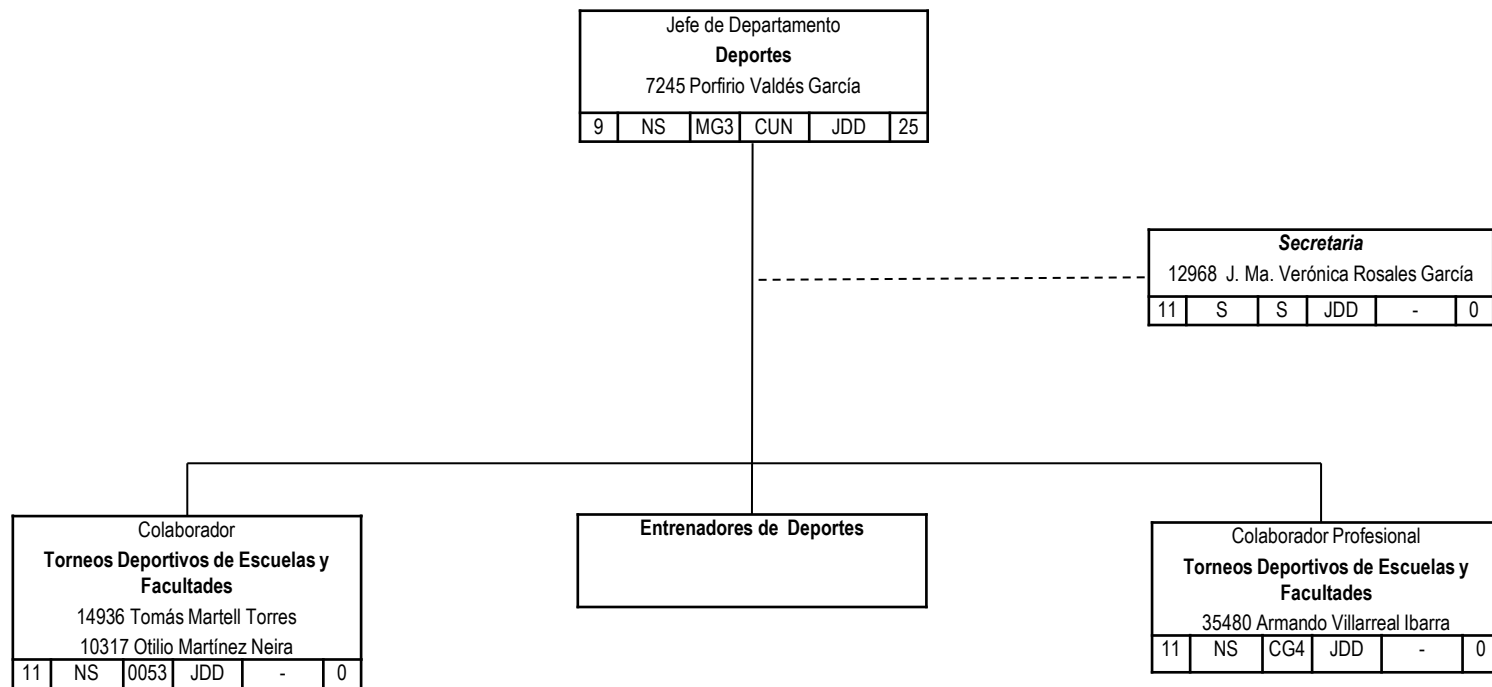 Jefe de Departamento
Deportes
7245 Porfirio Valdés García
9 NS MG3 CUN JDD 25
Secretaria
12968 J. Ma. Verónica Rosales García
11 S S JDD - 0
Colaborador
Torneos Deportivos de Escuelas y
Facultades
14936 Tomás Martell Torres
10317 Otilio Martínez Neira
11 NS 0053 JDD - 0
Entrenadores de Deportes
Colaborador Profesional
Torneos Deportivos de Escuelas y
Facultades
35480 Armando Villarreal Ibarra
11 NS CG4 JDD - 0